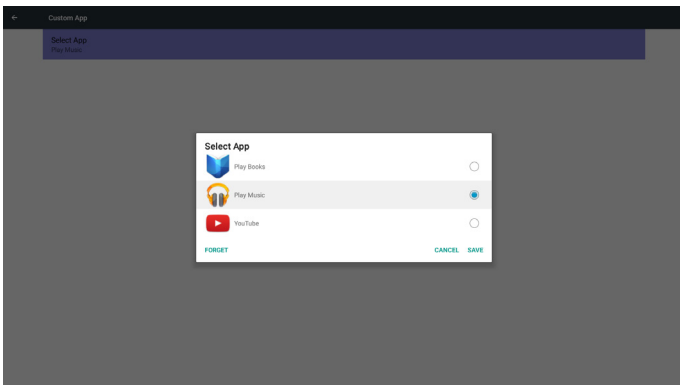 Custom App
Select App
Play Music
Select App
Play Books
Play Music
YouTube
FORGET
CANCEL SAVE